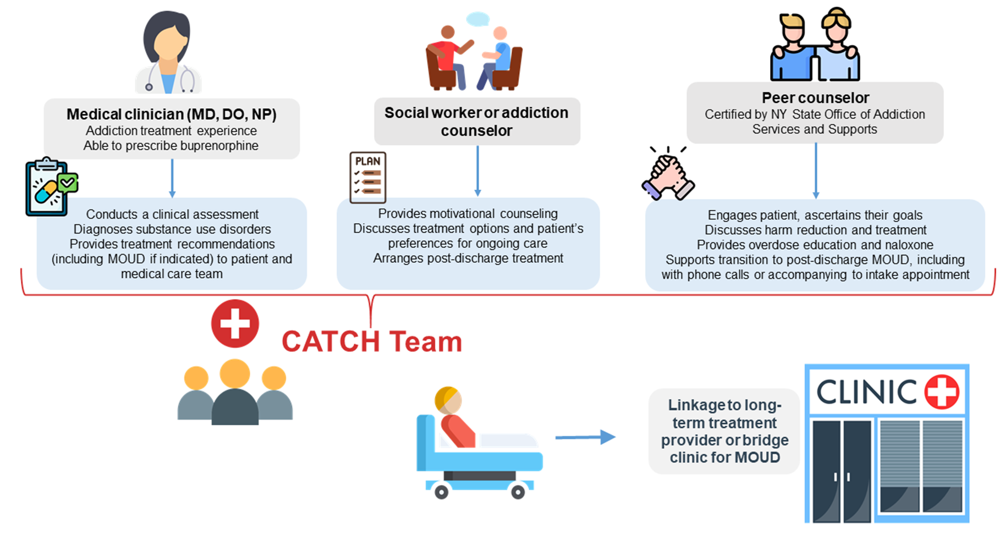 Medical clinician (MD, DO, NP)
Addiction treatment experience
Able to prescribe buprenorphine
Social worker or addiction
counselor
Peer counselor
Certified by NY State Office of Addiction
Services and Supports
PLAN
Conducts a clinical assessment
Diagnoses substance use disorders
Provides treatment recommendations
(including MOUD if indicated) to patient and
medical care team
Provides motivational counseling
Discusses treatment options and patient’s
preferences for ongoing care
Arranges post-discharge treatment
Engages patient, ascertains their goals
Discusses harm reduction and treatment
Provides overdose education and naloxone
Supports transition to post-discharge MOUD, including
with phone calls or accompanying to intake appointment
CATCH Team
Linkage to long-
term treatment
provider or bridge
clinic for MOUD
CLINIC